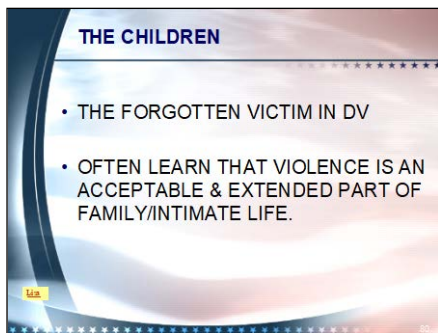 THE CHILDREN
• THE FORGOTTEN VICTIM IN DV
• OFTEN LEARN THAT VIOLENCE IS AN
ACCEPTABLE & EXTENDED PART OF
FAMILY/INTIMATE LIFE.